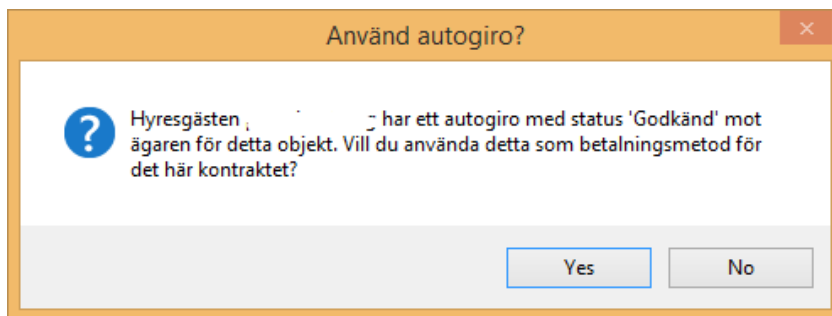 Använd autogiro?
Hyresgästen har ett autogiro med status 'Godkänd' mot
ägaren för detta objekt. Vill du använda detta som betalningsmetod för
det här kontraktet?
Yes
No